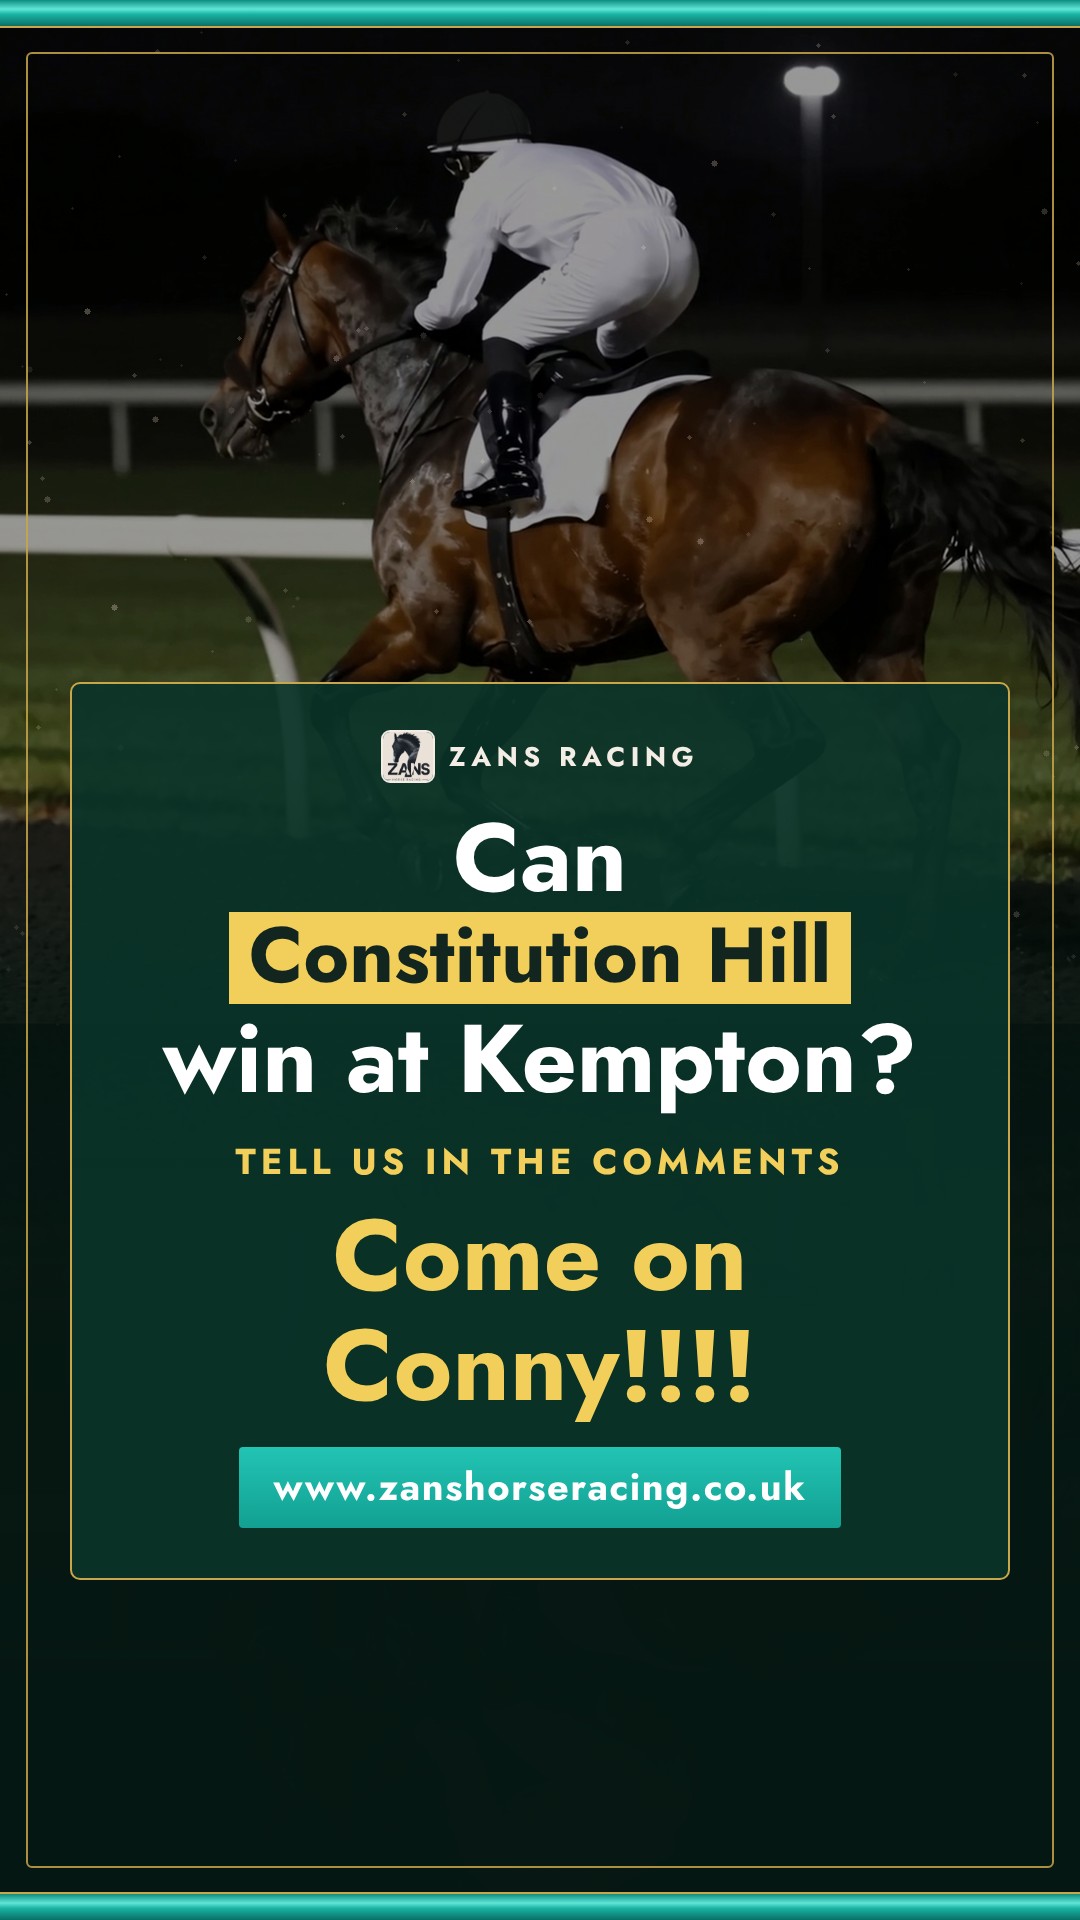 ZANS
ZANS RACING
Can
Constitution Hill
win at Kempton?
TELL US IN THE COMMENTS
Come on
Conny!!!!
www.zanshorseracing.co.uk